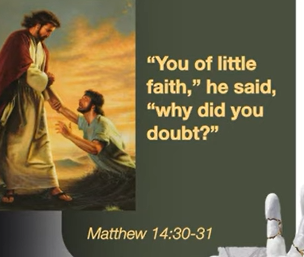 “You of little
faith,” he said,
“why did you
doubt?”
Matthew 14:30-31